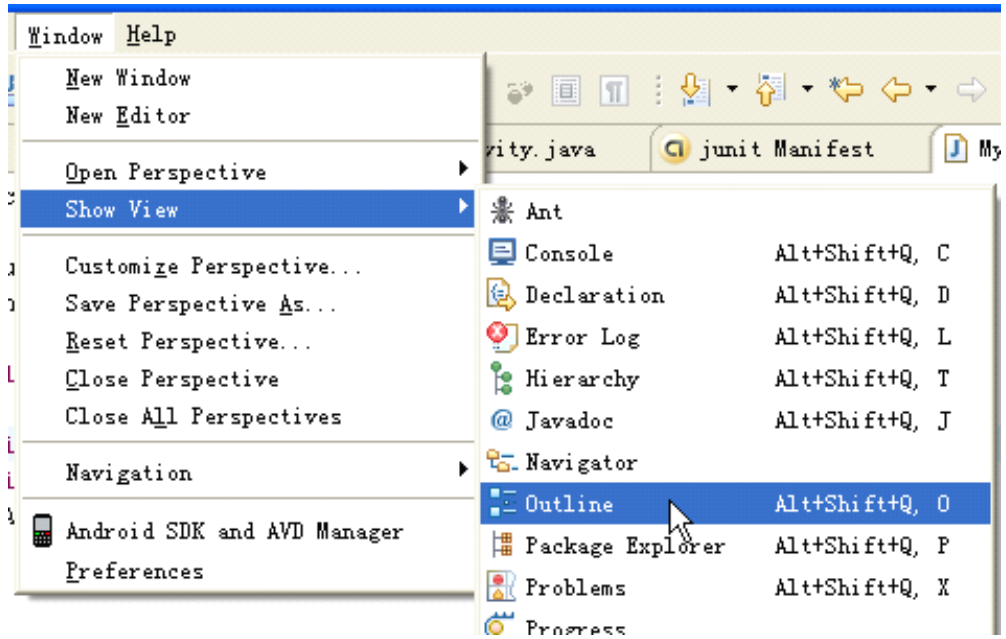 Window Help
New Window
New Editor
Open Perspective
Show View
Customize Perspective...
Save Perspective As...
Reset Perspective...
Close Perspective
Close All Perspectives
Navigation
Android SDK and AVD Manager
Preferences
vity.java junit Manifest My
Ant
Console Alt+Shift+Q, C
Declaration Alt+Shift+Q, D
Error Log Alt+Shift+Q, L
Hierarchy Alt+Shift+Q, T
Javadoc Alt+Shift+Q, J
Navigator
Outline Alt+Shift+Q, O
Package Explorer Alt+Shift+Q, P
Problems Alt+Shift+Q, X
Progress